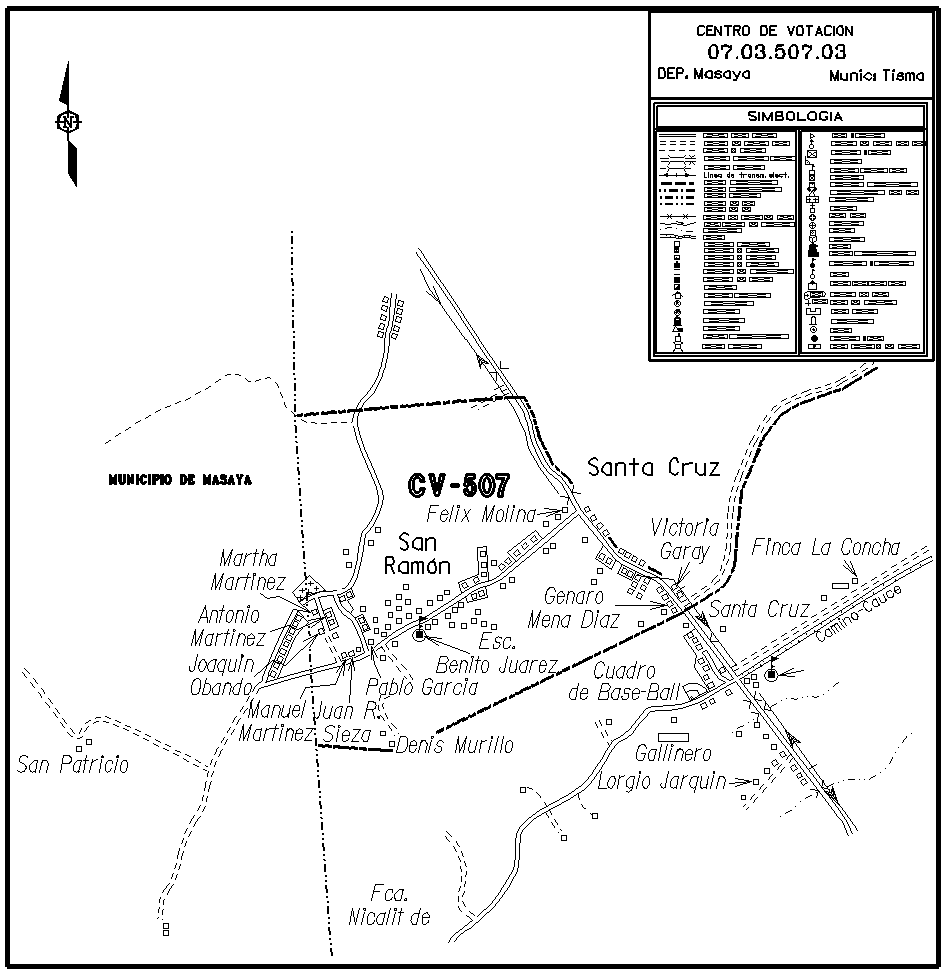 CENTRO DE VOTACION
07.03.507.03
DEP. Masaya
Munic: Tisma
SIMBOLOGIA
Linea de transm. elect.
N
MUNICIPIO DE MASAYA
CV-507
Santa Cruz
Felix Molina
San
Ramón
Victoria
Garay
Finca La Concha
Martha
Martinez
Antonio
Martinez
Joaquin
Obando
Genaro
Mena Diaz
Santa Cruz
Camina-Cauce
Esc.
Benito Juarez
Pablo Garcia
Cuadro
de Base-Ball
Manuel
Martinez
Juan R.
Sieza
Denis Murillo
San Patricio
Gallinero
Lorgio Jarquin
Fca.
Nicalit de